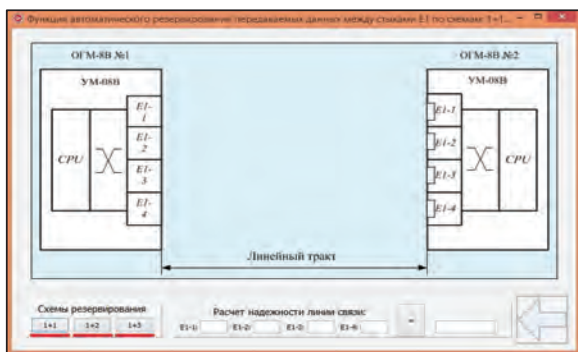 Функция автоматического резервирования передаваемых данных между стыками E1 по схемам: 1+1...
ОГМ-8В №1
ОГМ-8В №2
УМ-08В
УМ-08В
CPU
E1-
1
E1-
2
E1-
3
E1-
4
E1-1
E1-2
E1-3
E1-4
CPU
Линейный тракт
Схемы резервирования
1+1 1+2 1+3
Расчет надежности линии связи:
E1-1: E1-2: E1-3: E1-4: =